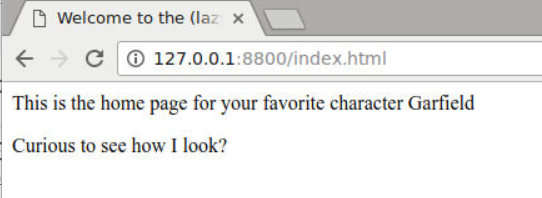 Welcome to the (laz
127.0.0.1:8800/index.html
This is the home page for your favorite character Garfield
Curious to see how I look?